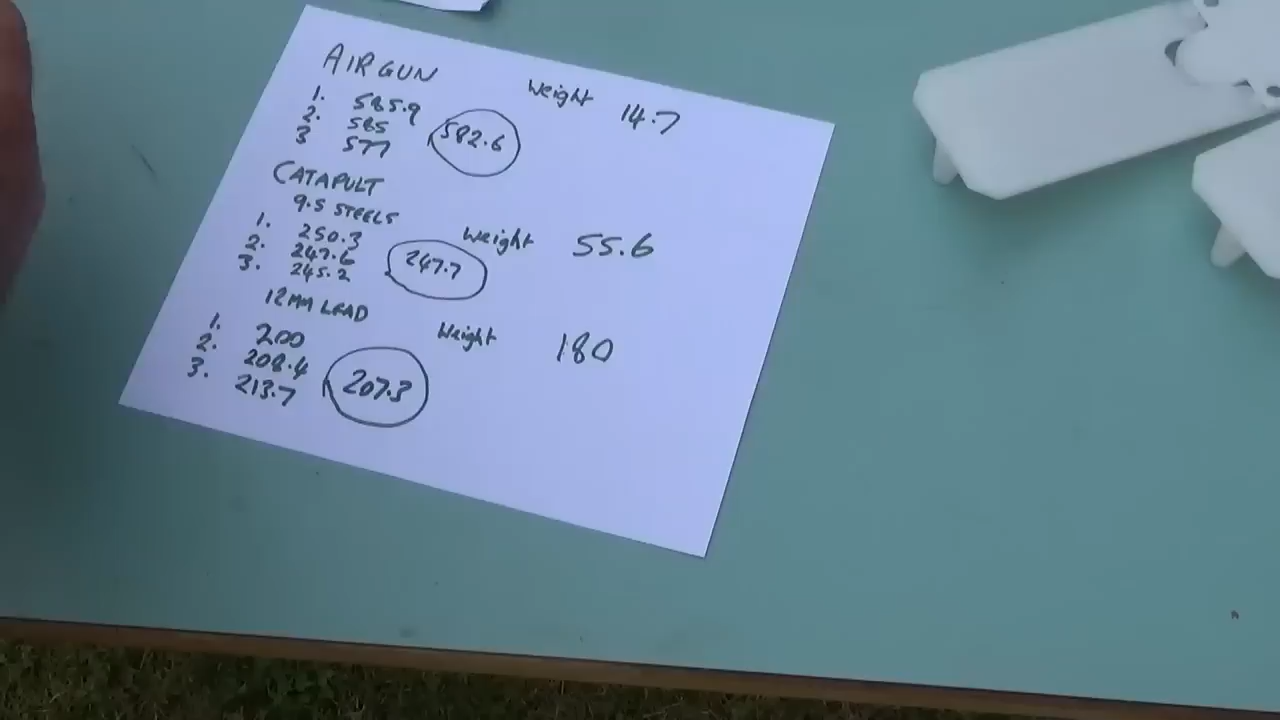 AIRGUN Weight 14.7
1. 585.9
2. 585 582.6
3 577
CATAPULT
9.5 STEELS
1. 250.3 Weight 55.6
2. 247.6 247.7
3. 245.2
12MM LEAD
1. 200 Weight 180
2. 208.4 207.3
3. 213.7